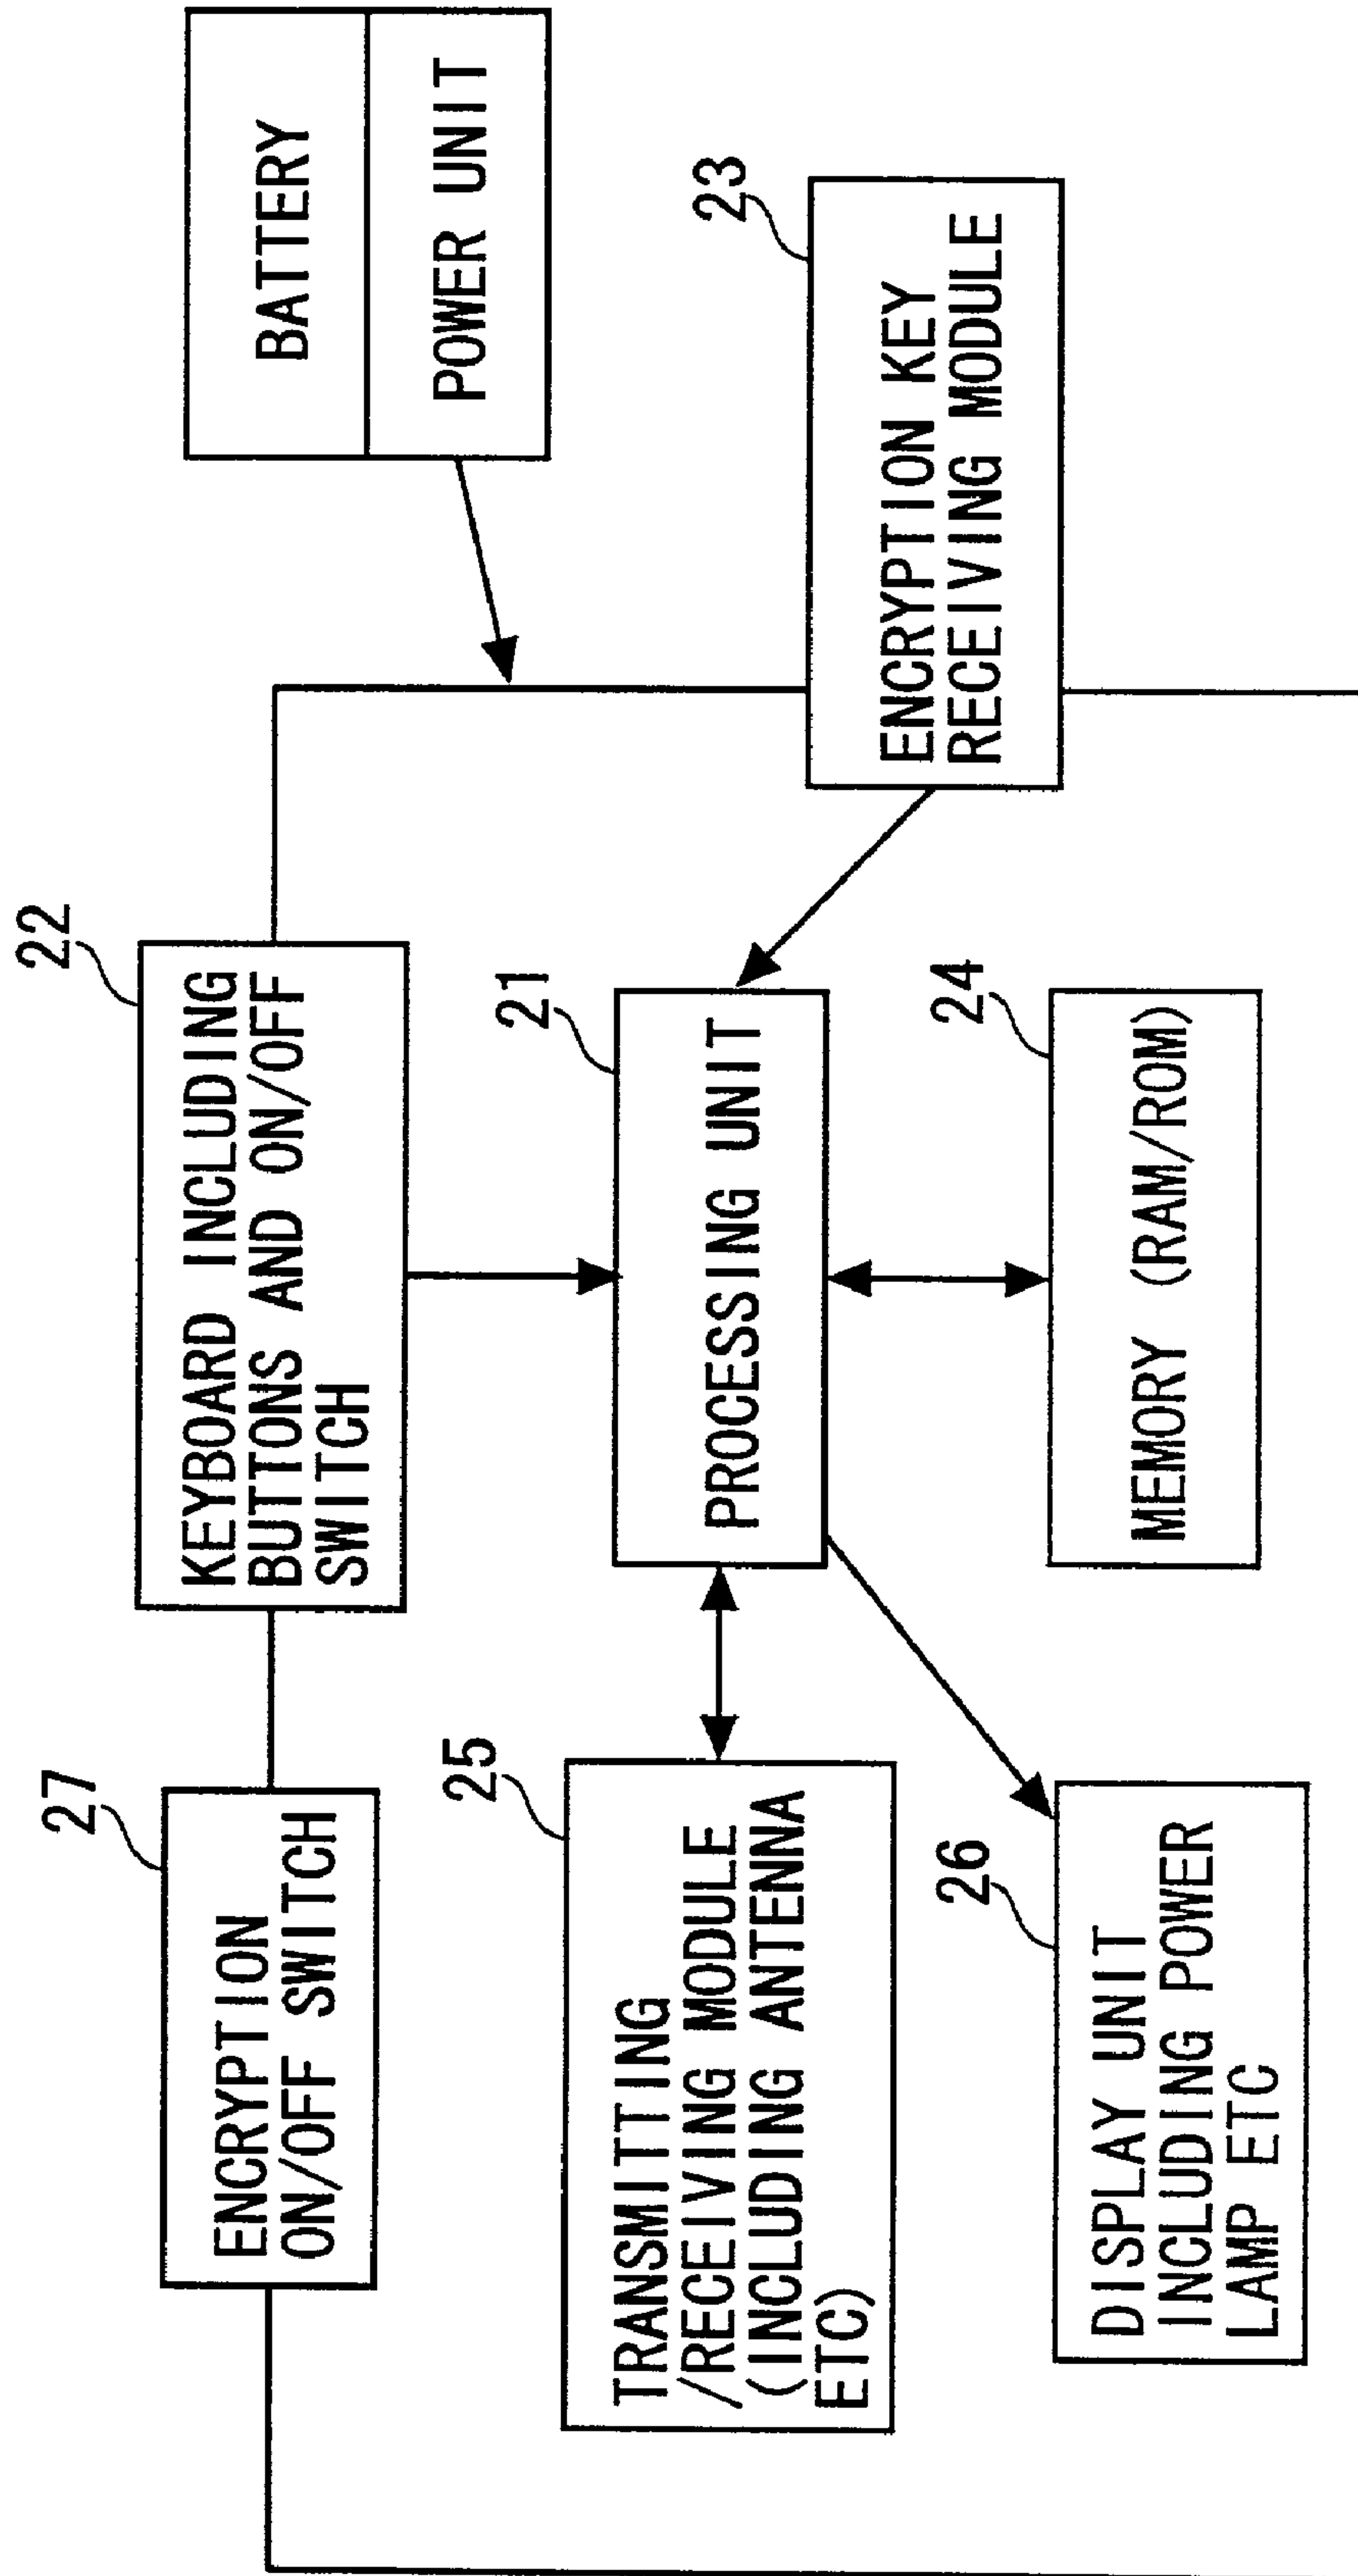 27
ENCRYPTION
ON/OFF SWITCH
22
KEYBOARD INCLUDING
BUTTONS AND ON/OFF
SWITCH
BATTERY
POWER UNIT
25
TRANSMITTING
/RECEIVING MODULE
(INCLUDING ANTENNA
ETC)
21
PROCESSING UNIT
23
ENCRYPTION KEY
RECEIVING MODULE
26
DISPLAY UNIT
INCLUDING POWER
LAMP ETC
24
MEMORY (RAM/ROM)